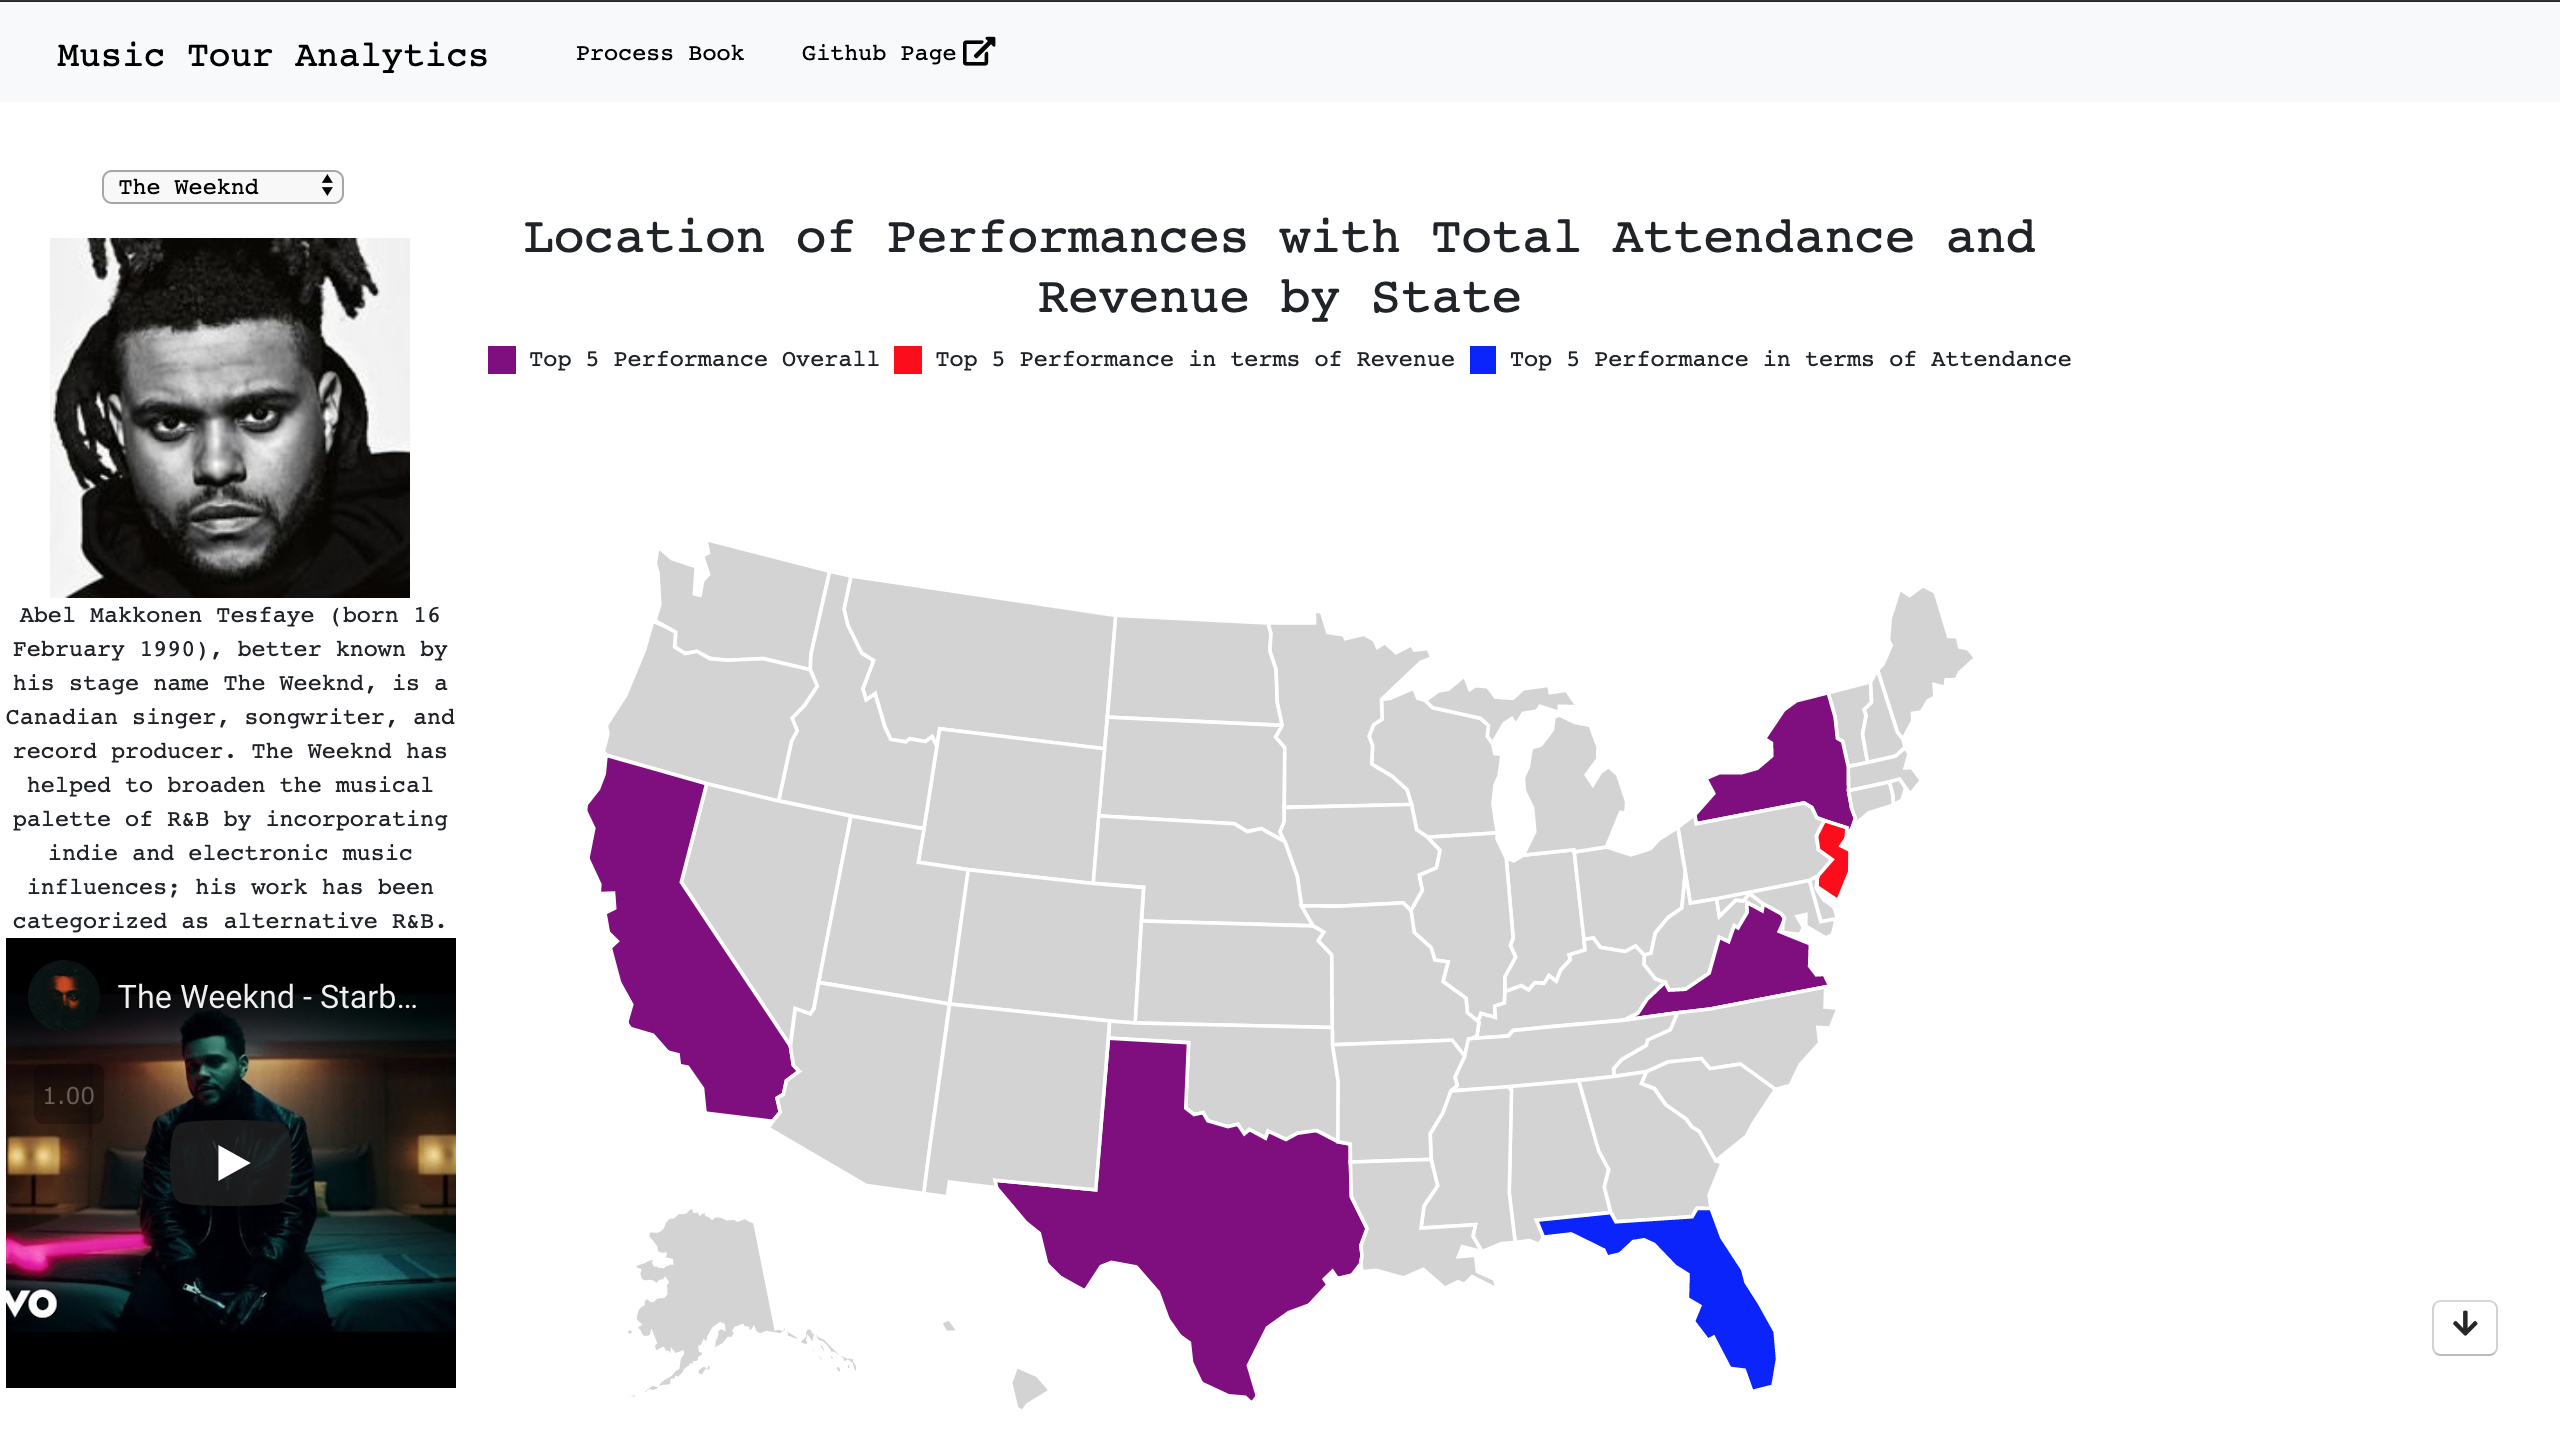 Music Tour Analytics
Process Book
Github Page
The Weeknd
Location of Performances with Total Attendance and
Revenue by State
Top 5 Performance Overall
Top 5 Performance in terms of Revenue
Top 5 Performance in terms of Attendance
Abel Makkonen Tesfaye (born 16
February 1990), better known by
his stage name The Weeknd, is a
Canadian singer, songwriter, and
record producer. The Weeknd has
helped to broaden the musical
palette of R&B by incorporating
indie and electronic music
influences; his work has been
categorized as alternative R&B.
The Weeknd - Starb...
1.00
vo